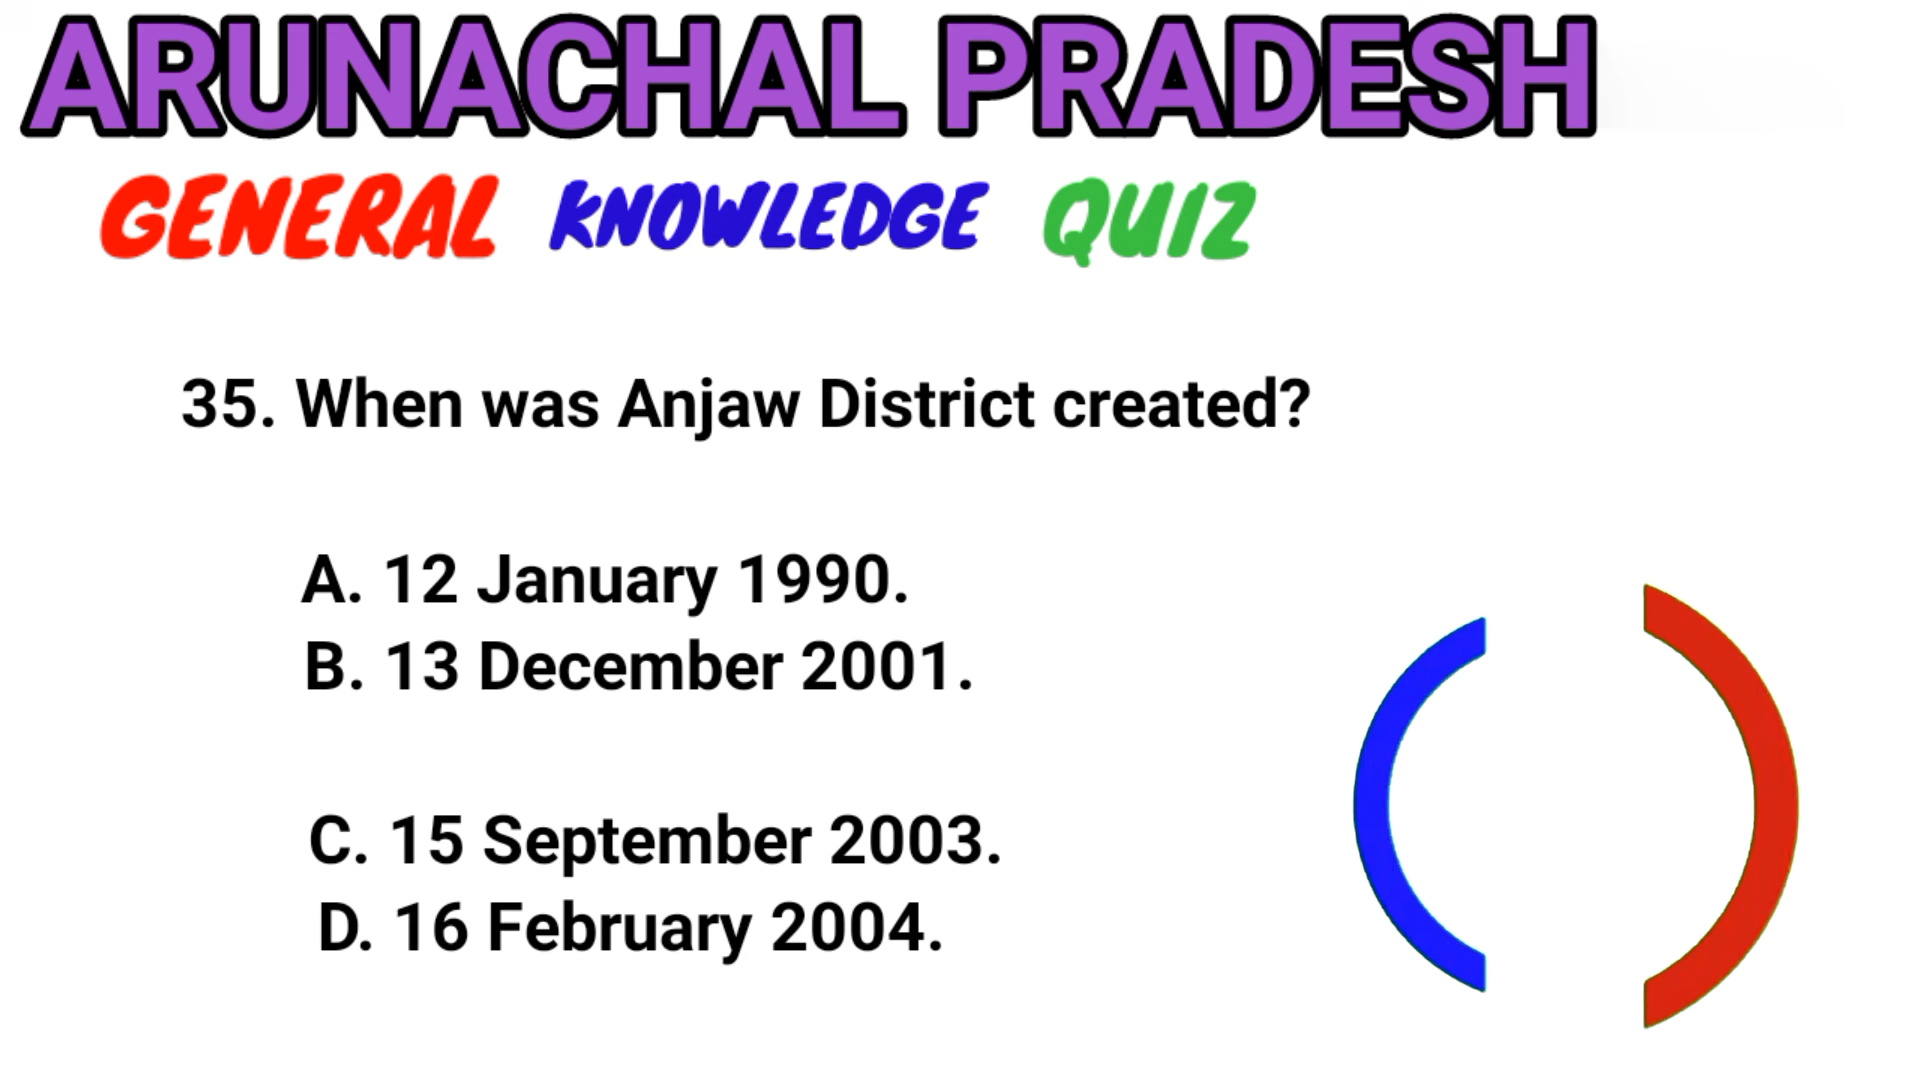 ARUNACHAL PRADESH
GENERAL KNOWLEDGE QUIZ
35. When was Anjaw District created?
A. 12 January 1990.
B. 13 December 2001.
C. 15 September 2003.
D. 16 February 2004.